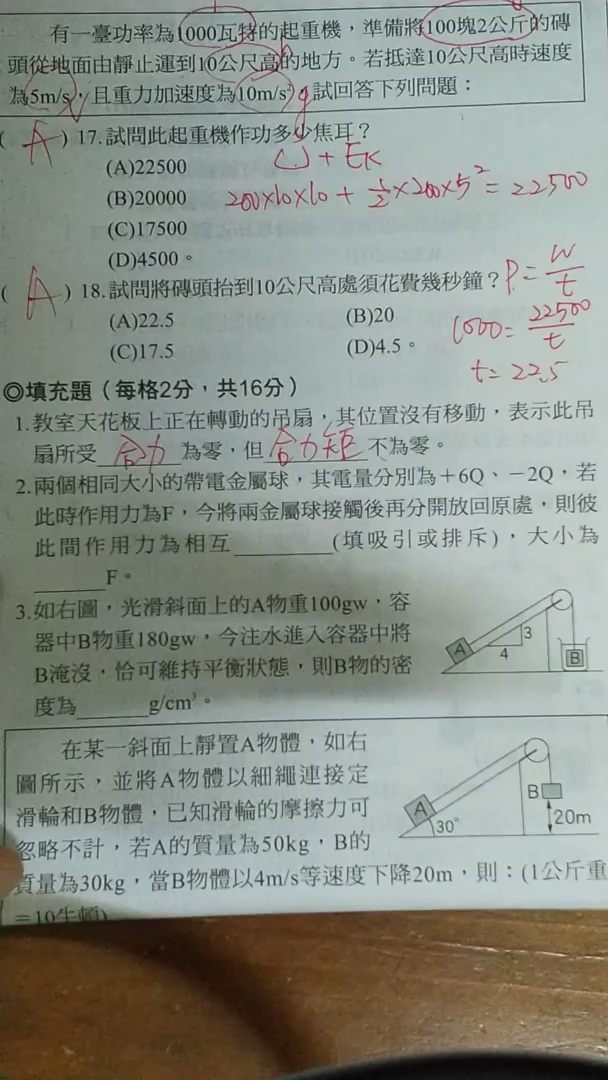 有一臺功率為1000瓦特的起重機，準備將100塊2公斤的磚
頭從地面由靜止運到10公尺高的地方。若抵達10公尺高時速度
為5m/s，且重力加速度為10m/s²，試回答下列問題：
( A ) 17.試問此起重機作功多少焦耳？
(A)22500
U + EK
(B)20000
200×10×10 + 1/2×200×5² = 22500
(C)17500
(D)4500。
( A ) 18.試問將磚頭抬到10公尺高處須花費幾秒鐘？
P = W/t
(A)22.5 (B)20
1000 = 22500/t
(C)17.5 (D)4.5。
t = 22.5
◎填充題（每格2分，共16分）
1.教室天花板上正在轉動的吊扇，其位置沒有移動，表示此吊
扇所受 合力 為零，但 合力矩 不為零。
2.兩個相同大小的帶電金屬球，其電量分別為＋6Q、－2Q，若
此時作用力為F，今將兩金屬球接觸後再分開放回原處，則彼
此間作用力為相互________(填吸引或排斥)，大小為
______F。
3.如右圖，光滑斜面上的A物重100gw，容
器中B物重180gw，今注水進入容器中將
B淹沒，恰可維持平衡狀態，則B物的密
度為______g/cm³。
A
3
4
B
在某一斜面上靜置A物體，如右
圖所示，並將A物體以細繩連接定
滑輪和B物體，已知滑輪的摩擦力可
忽略不計，若A的質量為50kg，B的
質量為30kg，當B物體以4m/s等速度下降20m，則：(1公斤重
＝10牛頓)
A
30°
B
20m